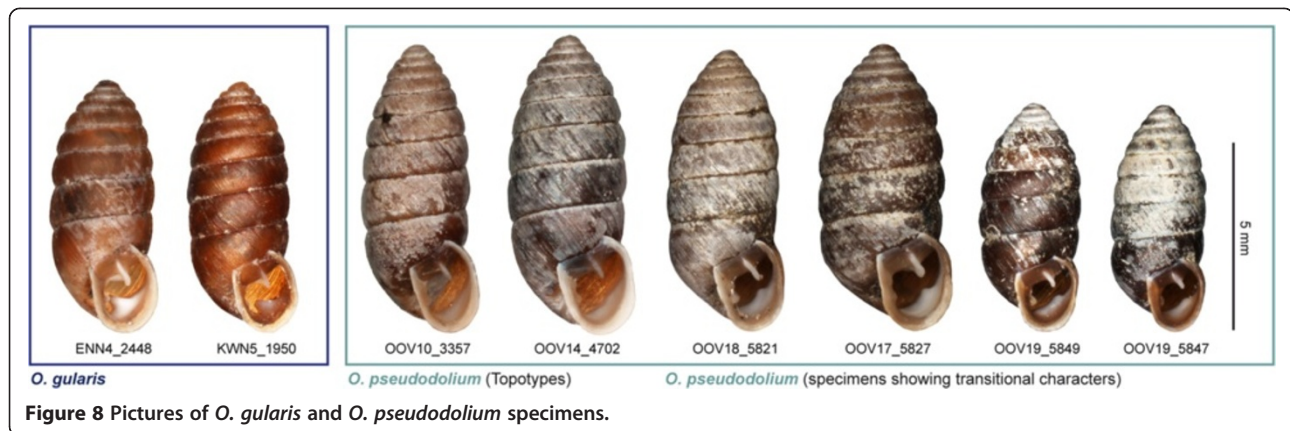 ENN4_2448 KWN5_1950 OOV10_3357 OOV14_4702 OOV18_5821 OOV17_5827 OOV19_5849 OOV19_5847
5 mm
O. gularis O. pseudodolium (Topotypes) O. pseudodolium (specimens showing transitional characters)
Figure 8 Pictures of O. gularis and O. pseudodolium specimens.